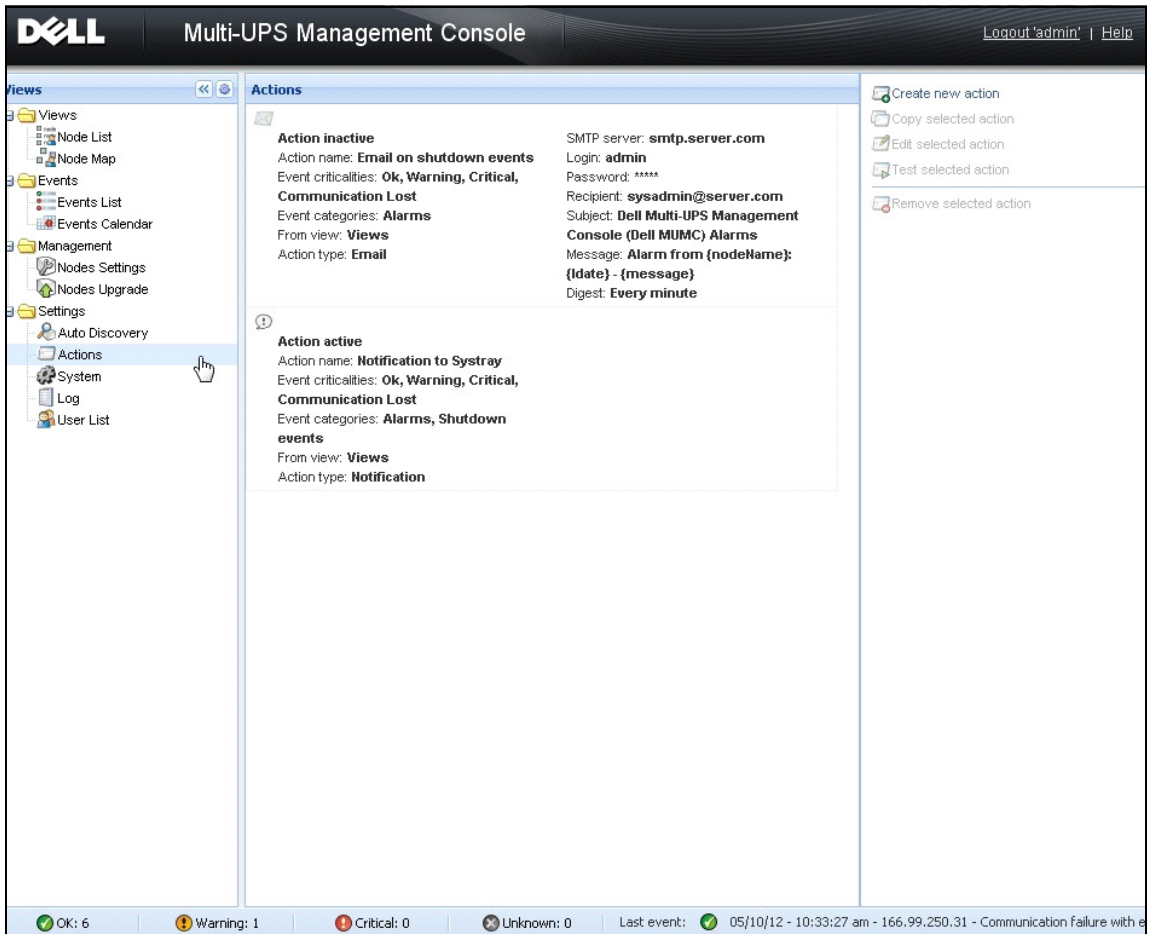 DELL
Multi-UPS Management Console
Logout 'admin' | Help
Views
Views
Node List
Node Map
Events
Events List
Events Calendar
Management
Nodes Settings
Nodes Upgrade
Settings
Auto Discovery
Actions
System
Log
User List
Actions
Action inactive
Action name: Email on shutdown events
Event criticalities: Ok, Warning, Critical,
Communication Lost
Event categories: Alarms
From view: Views
Action type: Email
SMTP server: smtp.server.com
Login: admin
Password: *****
Recipient: sysadmin@server.com
Subject: Dell Multi-UPS Management
Console (Dell MUMC) Alarms
Message: Alarm from {nodeName}:
{ldate} - {message}
Digest: Every minute
Action active
Action name: Notification to Systray
Event criticalities: Ok, Warning, Critical,
Communication Lost
Event categories: Alarms, Shutdown
events
From view: Views
Action type: Notification
Create new action
Copy selected action
Edit selected action
Test selected action
Remove selected action
OK: 6
Warning: 1
Critical: 0
Unknown: 0
Last event: 05/10/12 - 10:33:27 am - 166.99.250.31 - Communication failure with e